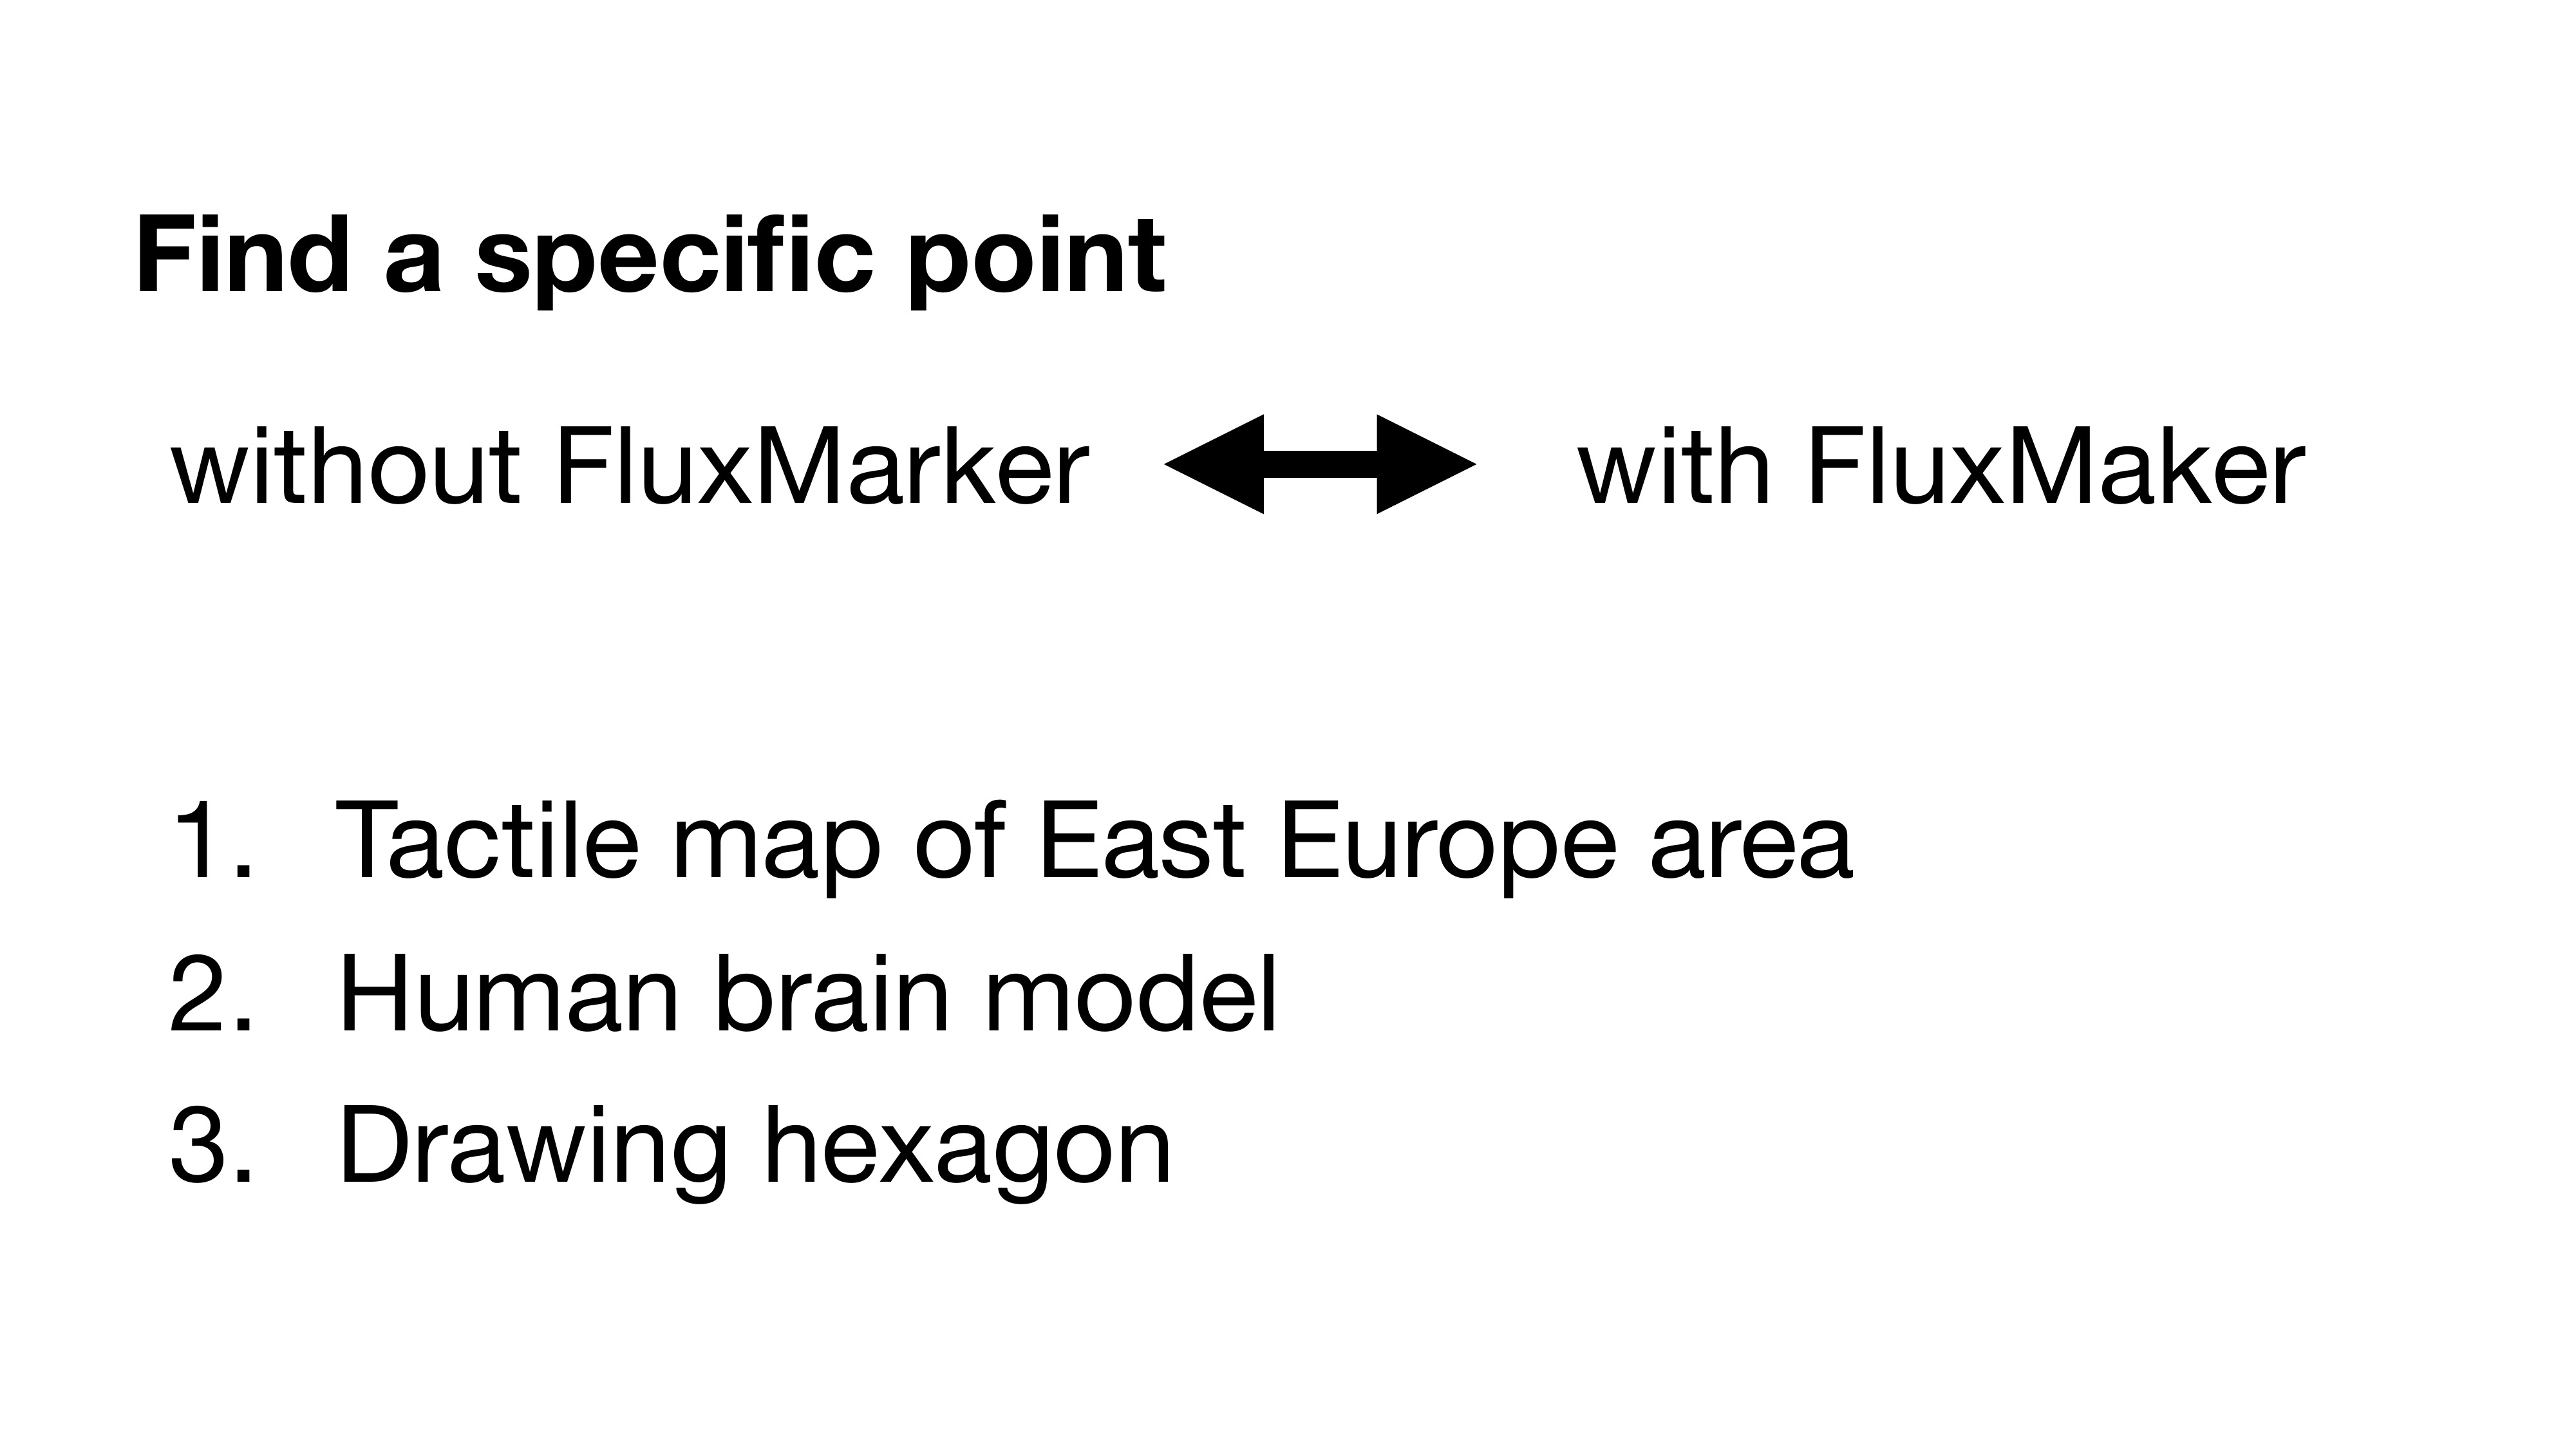 Find a specific point
without FluxMarker with FluxMaker
1. Tactile map of East Europe area
2. Human brain model
3. Drawing hexagon